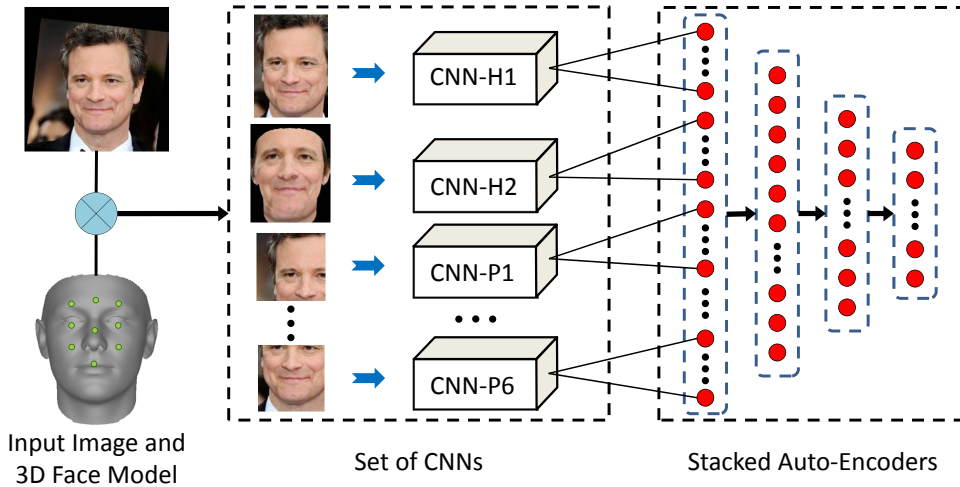 CNN-H1
CNN-H2
CNN-P1
CNN-P6
Input Image and
3D Face Model
Set of CNNs
Stacked Auto-Encoders